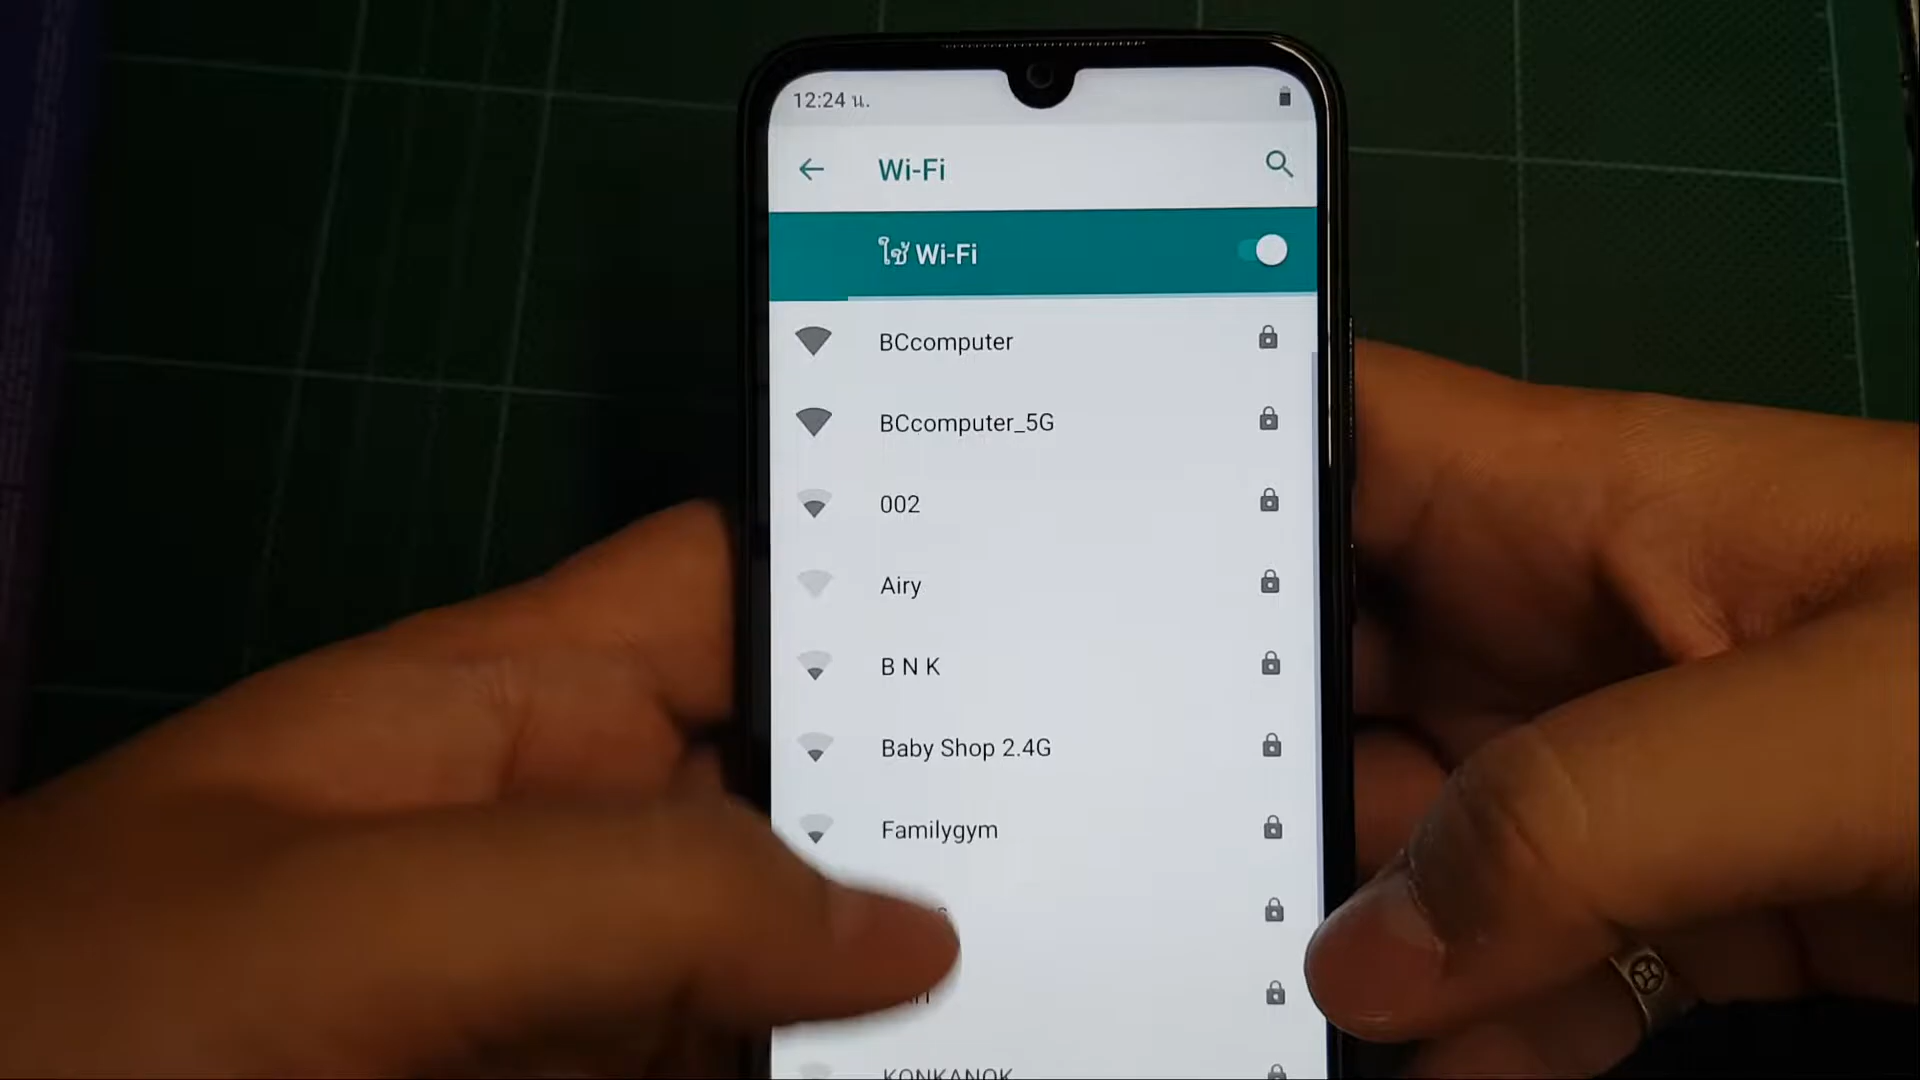 12:24 น.
Wi-Fi
ใช้ Wi-Fi
BCcomputer
BCcomputer_5G
002
Airy
B N K
Baby Shop 2.4G
Familygym
KONKANOK